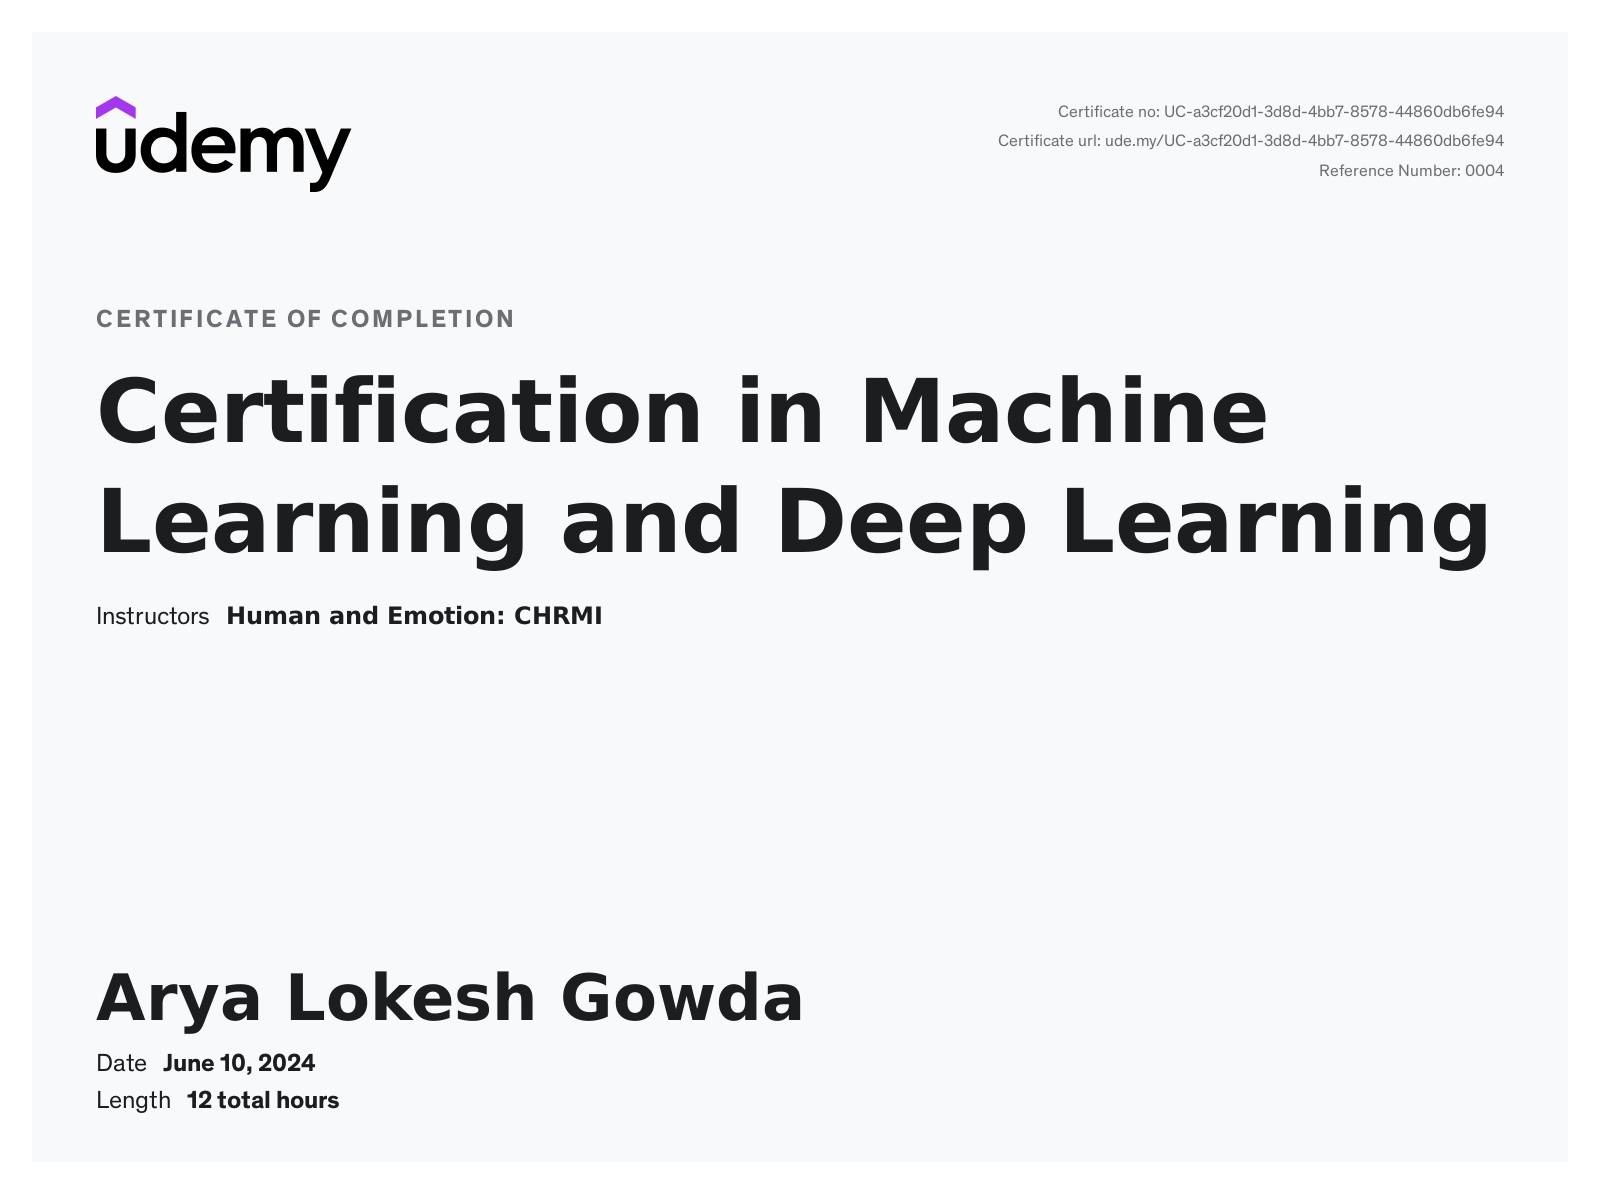 udemy
Certificate no: UC-a3cf20d1-3d8d-4bb7-8578-44860db6fe94
Certificate url: ude.my/UC-a3cf20d1-3d8d-4bb7-8578-44860db6fe94
Reference Number: 0004
CERTIFICATE OF COMPLETION
Certification in Machine
Learning and Deep Learning
Instructors Human and Emotion: CHRMI
Arya Lokesh Gowda
Date June 10, 2024
Length 12 total hours